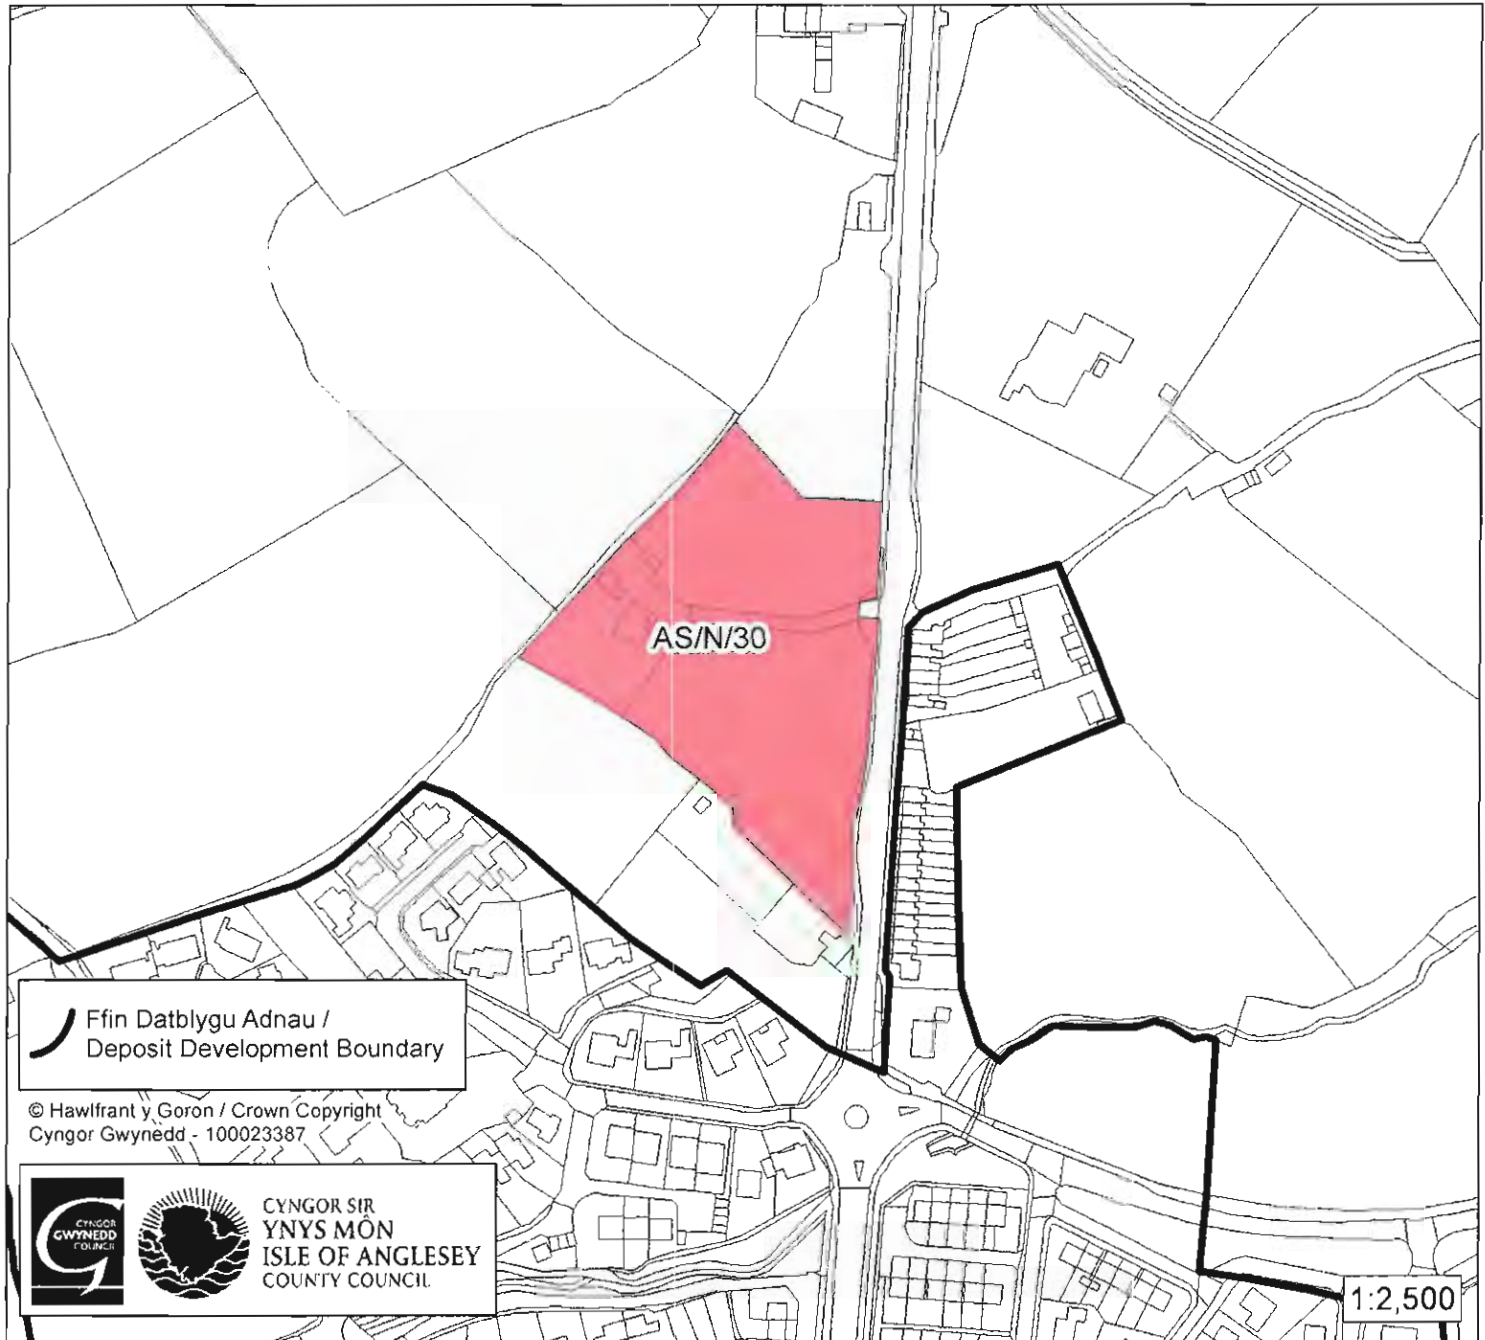 AS/N/30
Ffin Datblygu Adnau /
Deposit Development Boundary
© Hawlfrant y Goron / Crown Copyright
Cyngor Gwynedd - 100023387
CYNGOR
GWYNEDD
COUNCIL
CYNGOR SIR
YNYS MÔN
ISLE OF ANGLESEY
COUNTY COUNCIL
1:2,500